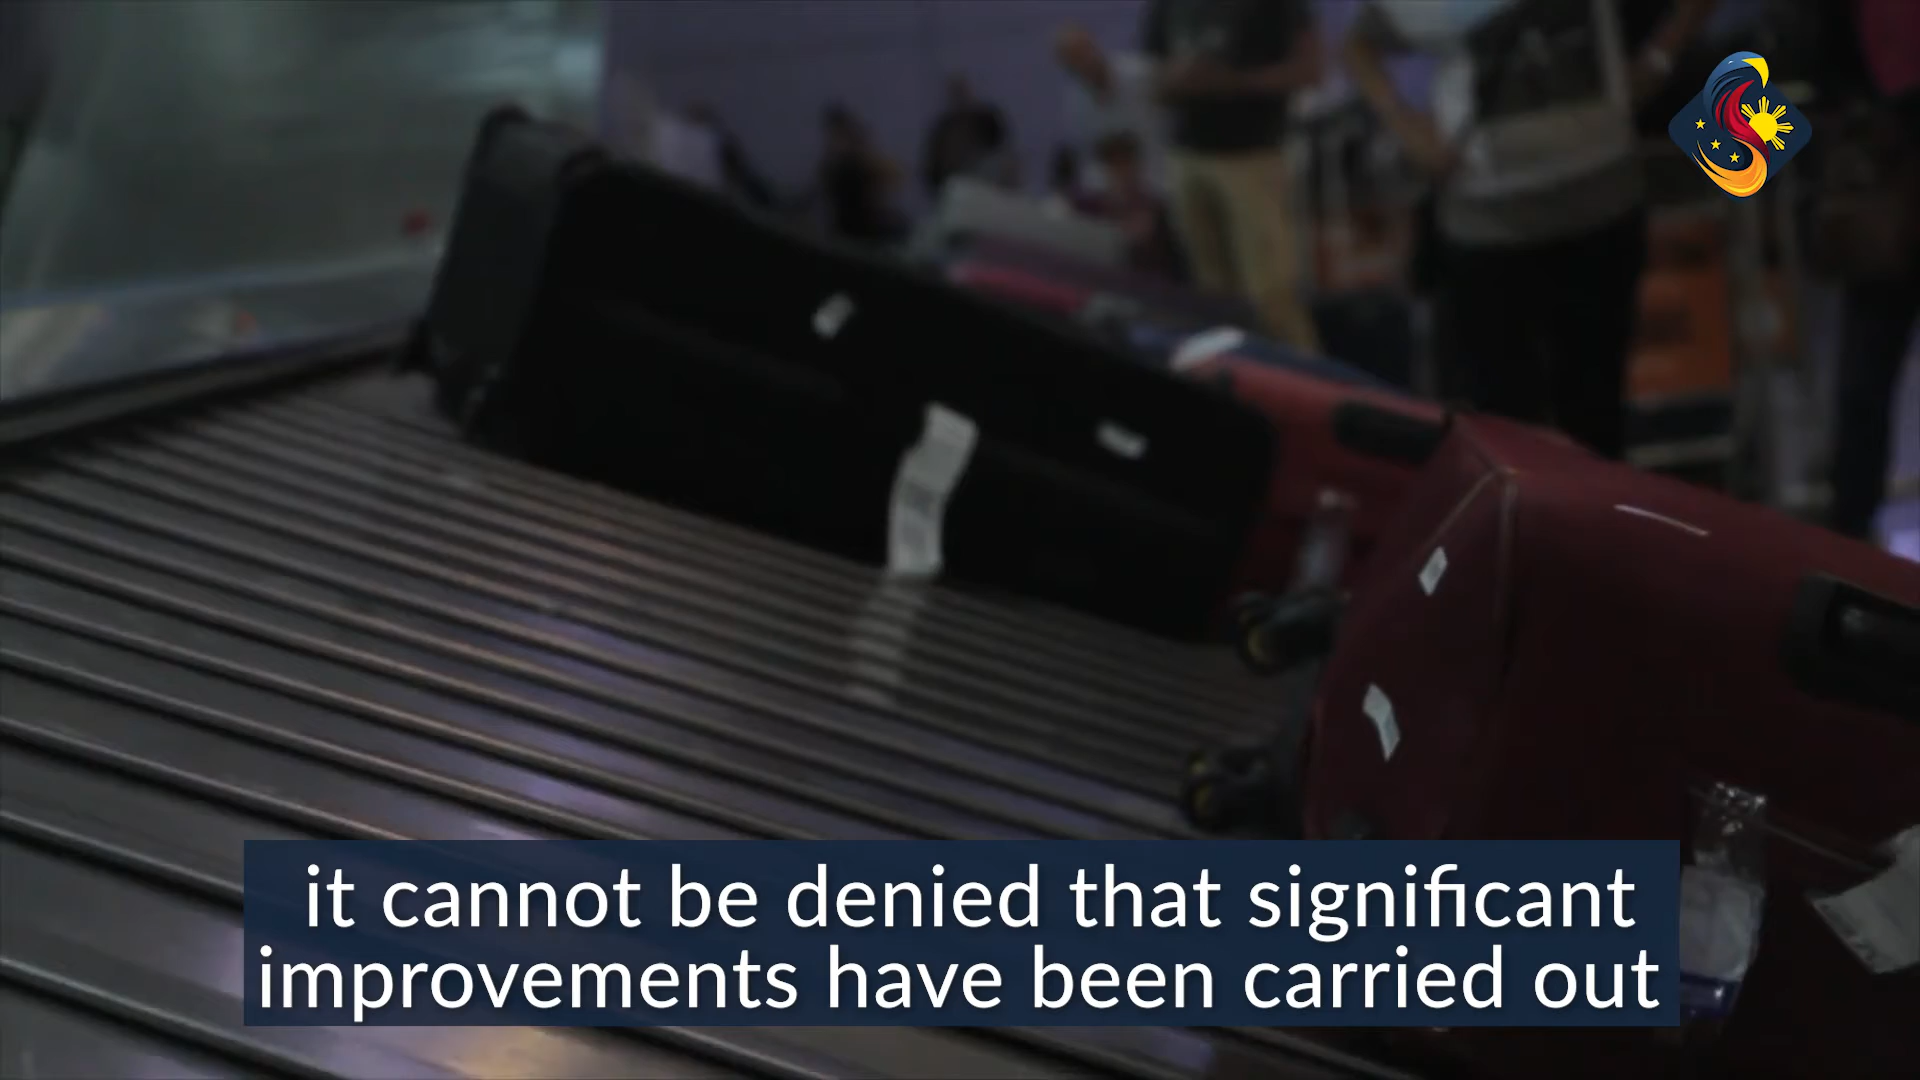 it cannot be denied that significant
improvements have been carried out